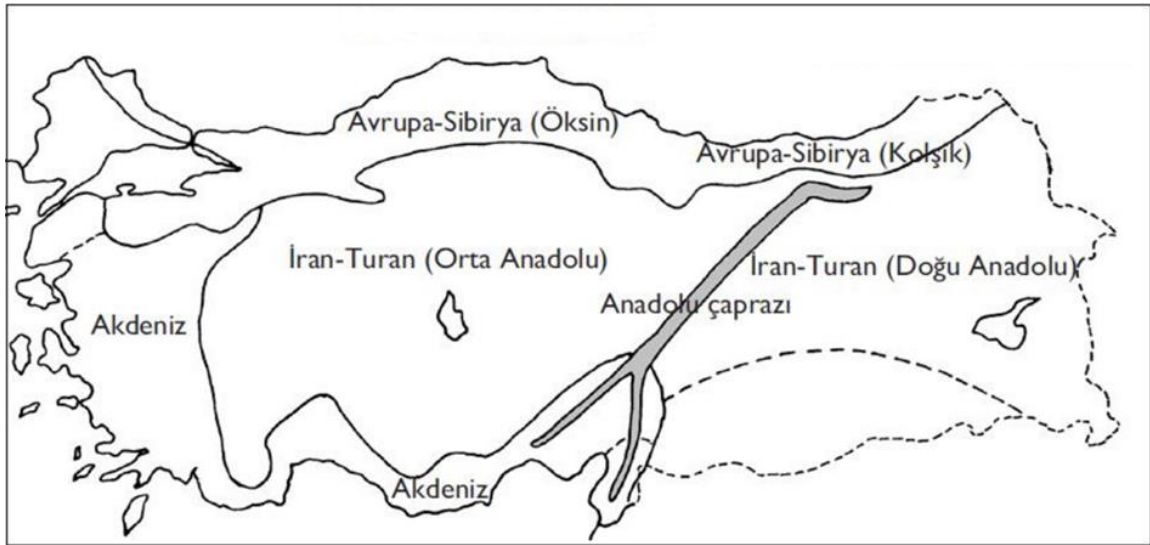 Avrupa-Sibirya (Öksin)
Avrupa-Sibirya (Kolşik)
İran-Turan (Orta Anadolu)
İran-Turan (Doğu Anadolu)
Anadolu çaprazı
Akdeniz
Akdeniz